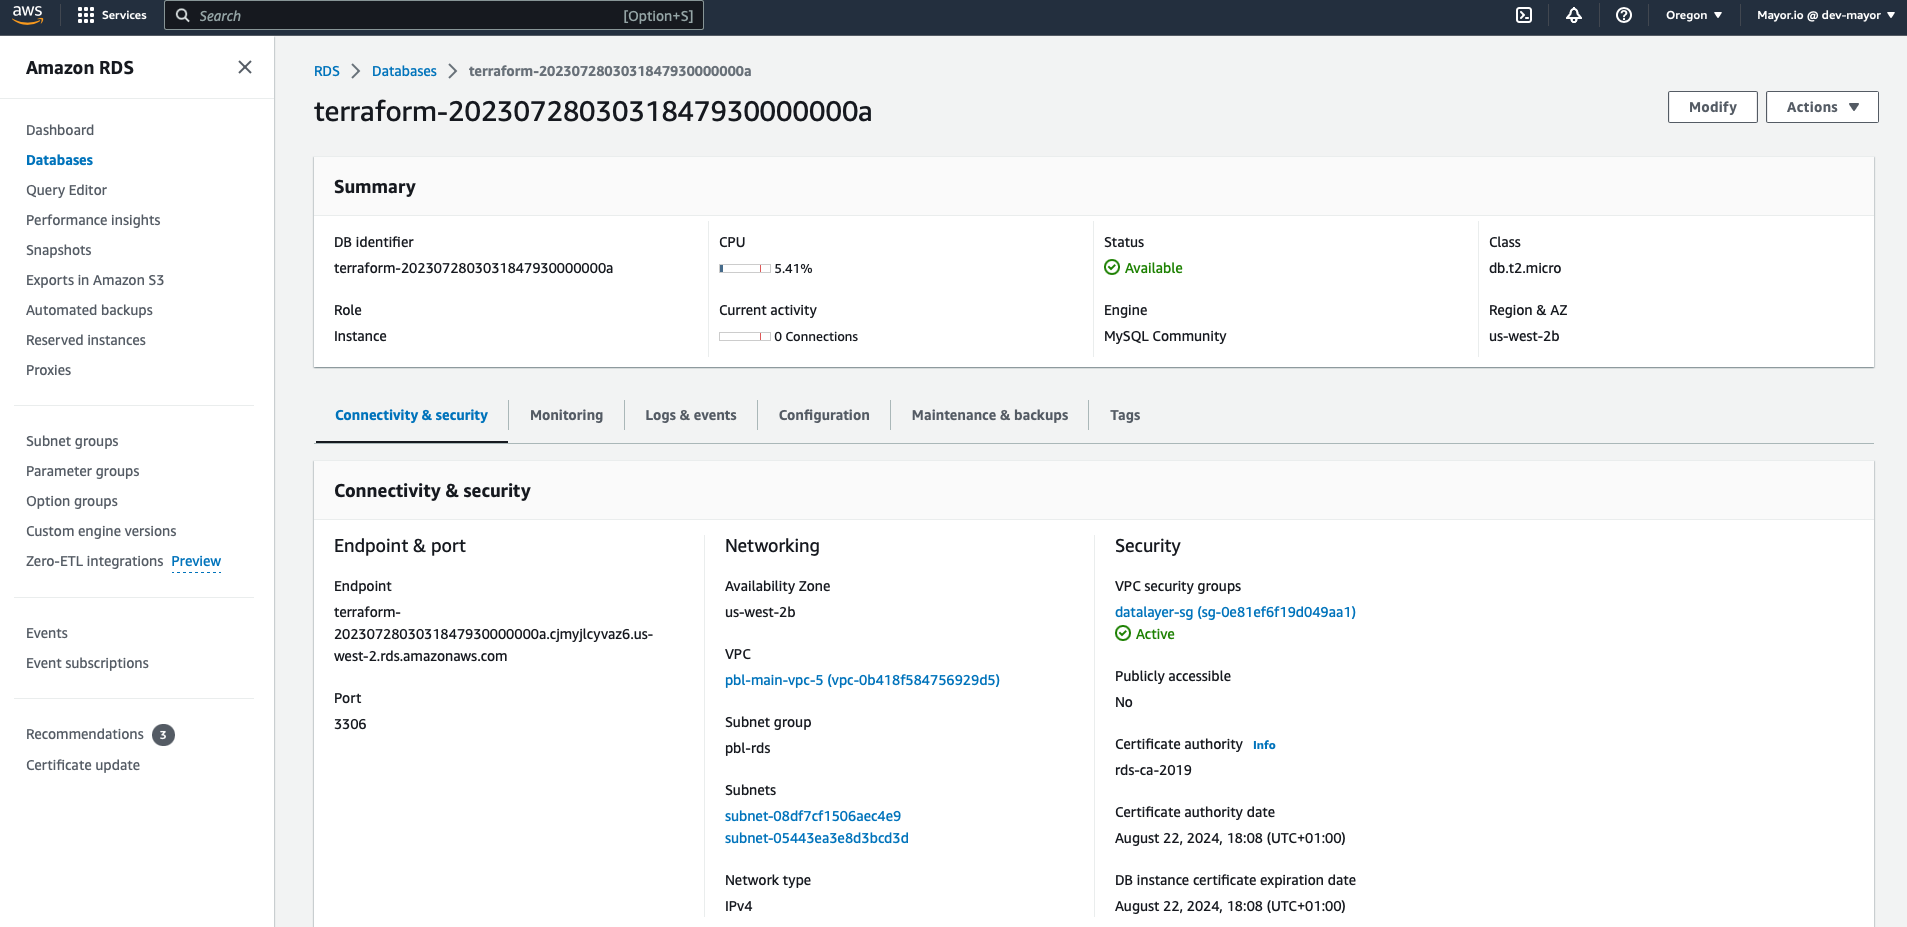 aws
Services
Search
[Option+S]
Oregon
Mayor.io @ dev-mayor
Amazon RDS
Dashboard
Databases
Query Editor
Performance insights
Snapshots
Exports in Amazon S3
Automated backups
Reserved instances
Proxies
Subnet groups
Parameter groups
Option groups
Custom engine versions
Zero-ETL integrations Preview
Events
Event subscriptions
Recommendations 3
Certificate update
RDS > Databases > terraform-2023072803031847930000000a
terraform-2023072803031847930000000a
Modify
Actions
Summary
DB identifier
terraform-2023072803031847930000000a
Role
Instance
CPU
5.41%
Current activity
0 Connections
Status
Available
Engine
MySQL Community
Class
db.t2.micro
Region & AZ
us-west-2b
Connectivity & security
Monitoring
Logs & events
Configuration
Maintenance & backups
Tags
Connectivity & security
Endpoint & port
Endpoint
terraform-
2023072803031847930000000a.cjmyjlcyvaz6.us-
west-2.rds.amazonaws.com
Port
3306
Networking
Availability Zone
us-west-2b
VPC
pbl-main-vpc-5 (vpc-0b418f584756929d5)
Subnet group
pbl-rds
Subnets
subnet-08df7cf1506aec4e9
subnet-05443ea3e8d3bcd3d
Network type
IPv4
Security
VPC security groups
datalayer-sg (sg-0e81ef6f19d049aa1)
Active
Publicly accessible
No
Certificate authority Info
rds-ca-2019
Certificate authority date
August 22, 2024, 18:08 (UTC+01:00)
DB instance certificate expiration date
August 22, 2024, 18:08 (UTC+01:00)